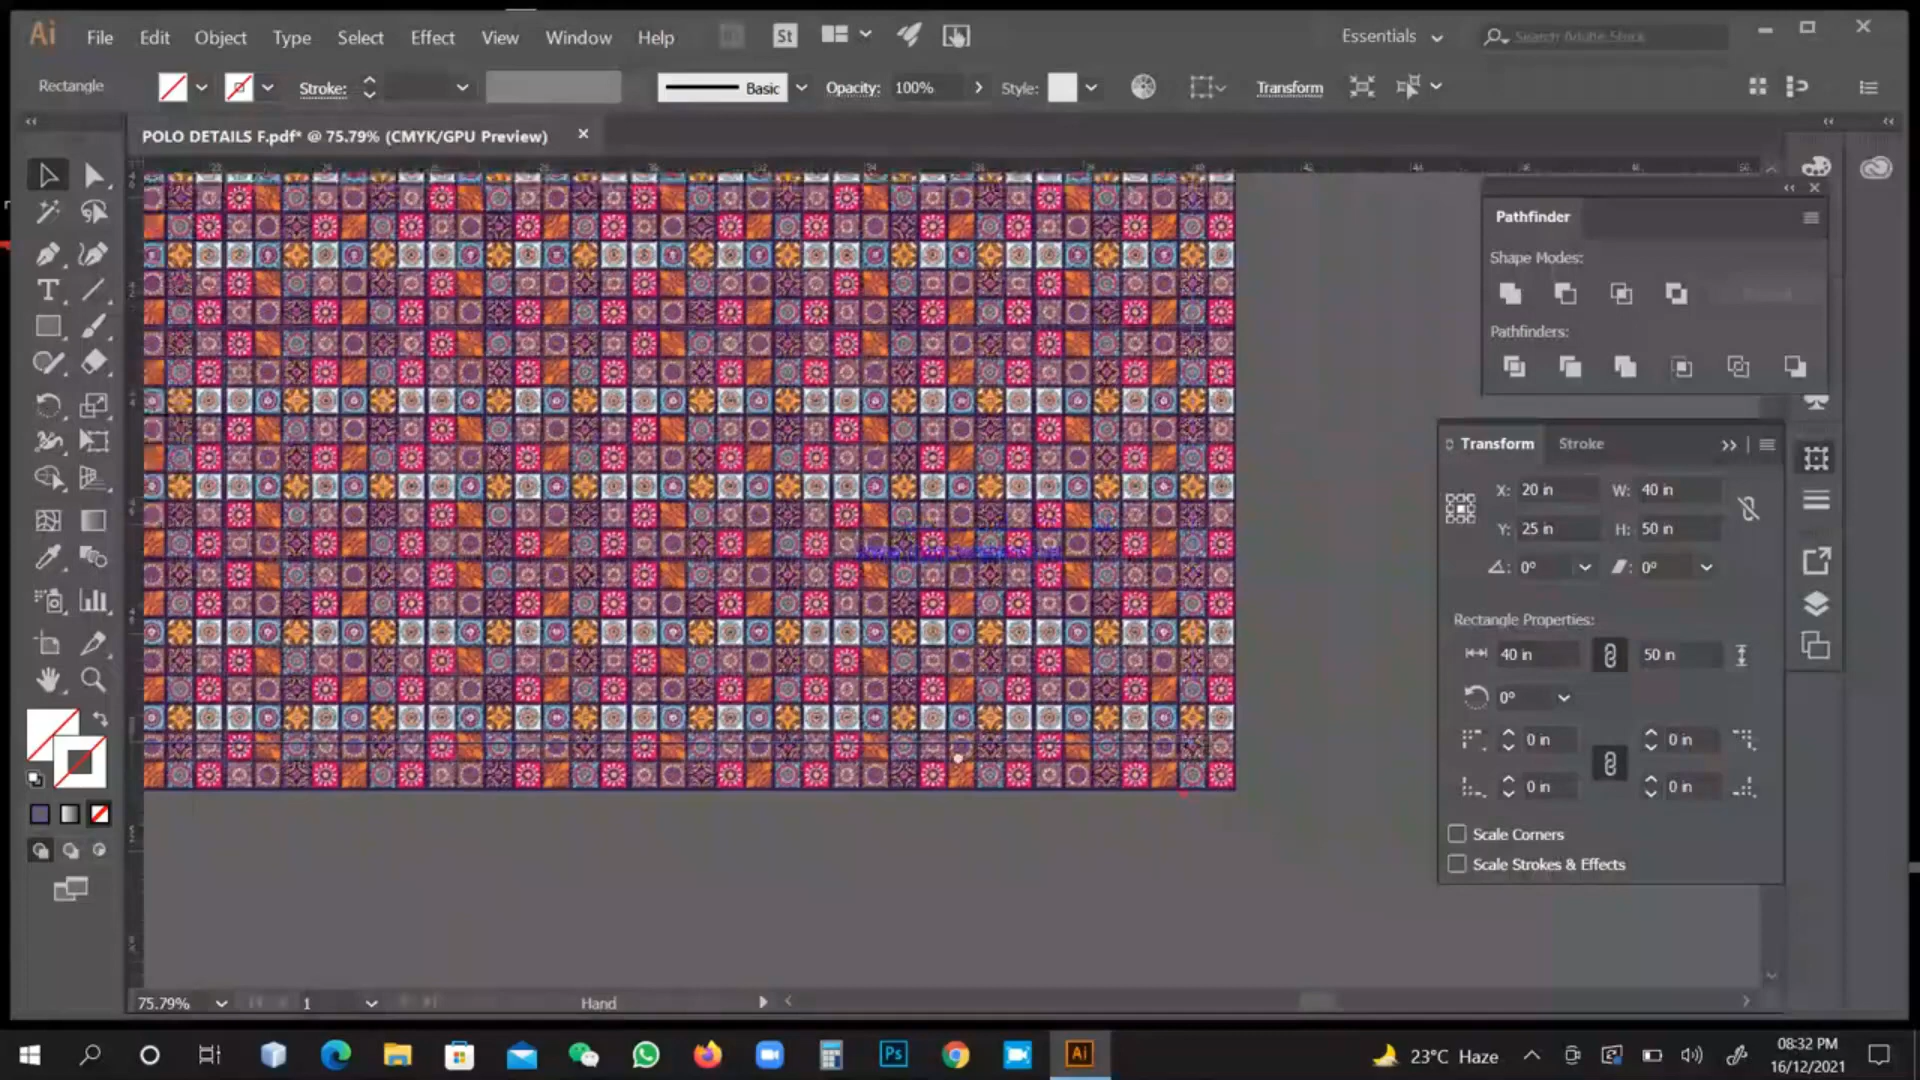 Ai File Edit Object Type Select Effect View Window Help St Essentials Search Adobe Stock
Rectangle Stroke: Basic Opacity: 100% Style: Transform
POLO DETAILS F.pdf* @ 75.79% (CMYK/GPU Preview)
Pathfinder
Shape Modes:
Pathfinders:
Transform Stroke
X: 20 in W: 40 in
Y: 25 in H: 50 in
0° 0°
Rectangle Properties:
40 in 50 in
0°
0 in 0 in
0 in 0 in
Scale Corners
Scale Strokes & Effects
75.79% 1 Hand
Ps Ai 23°C Haze 08:32 PM
16/12/2021